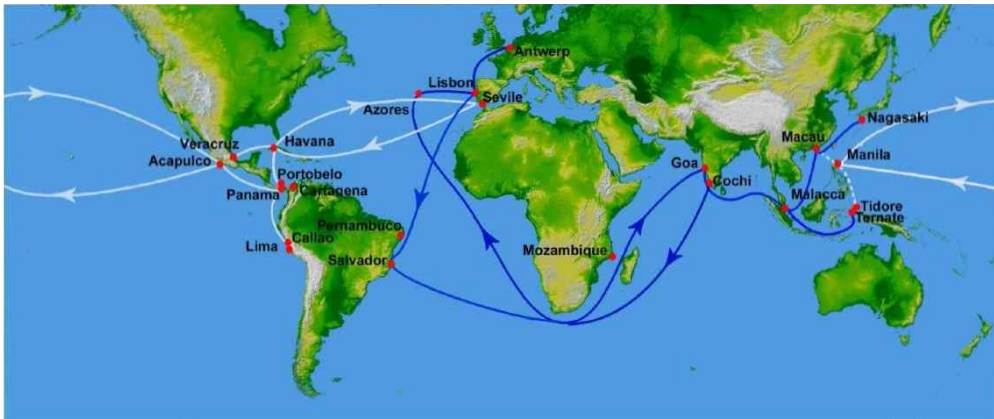 Antwerp
Lisbon
Sevile
Azores
Nagasaki
Macau
Manila
Havana
Veracruz
Acapulco
Goa
Cochi
Portobelo
Panama
Cartagena
Malacca
Tidore
Ternate
Pernambuco
Callao
Lima
Salvador
Mozambique